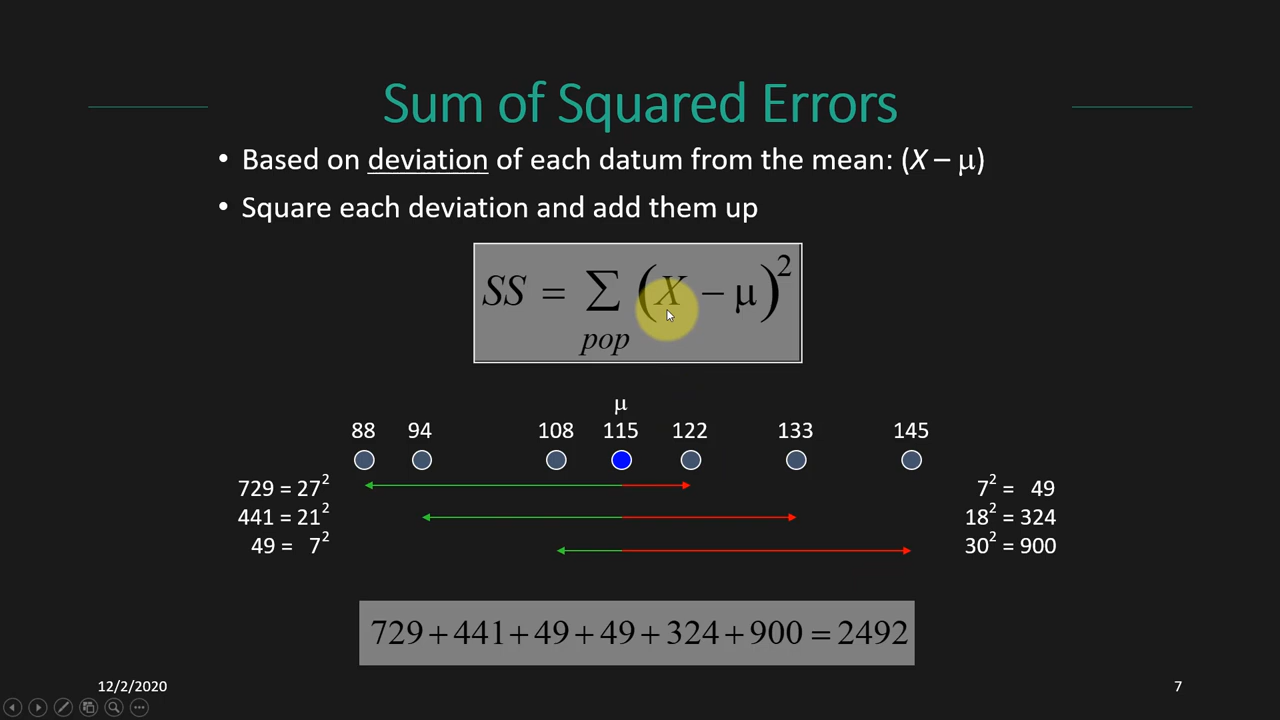 Sum of Squared Errors
• Based on deviation of each datum from the mean: (X – μ)
• Square each deviation and add them up
SS = ∑ (X − μ)²
pop
μ
88 94 108 115 122 133 145
729 = 27² 7² = 49
441 = 21² 18² = 324
49 = 7² 30² = 900
729 + 441 + 49 + 49 + 324 + 900 = 2492
12/2/2020 7